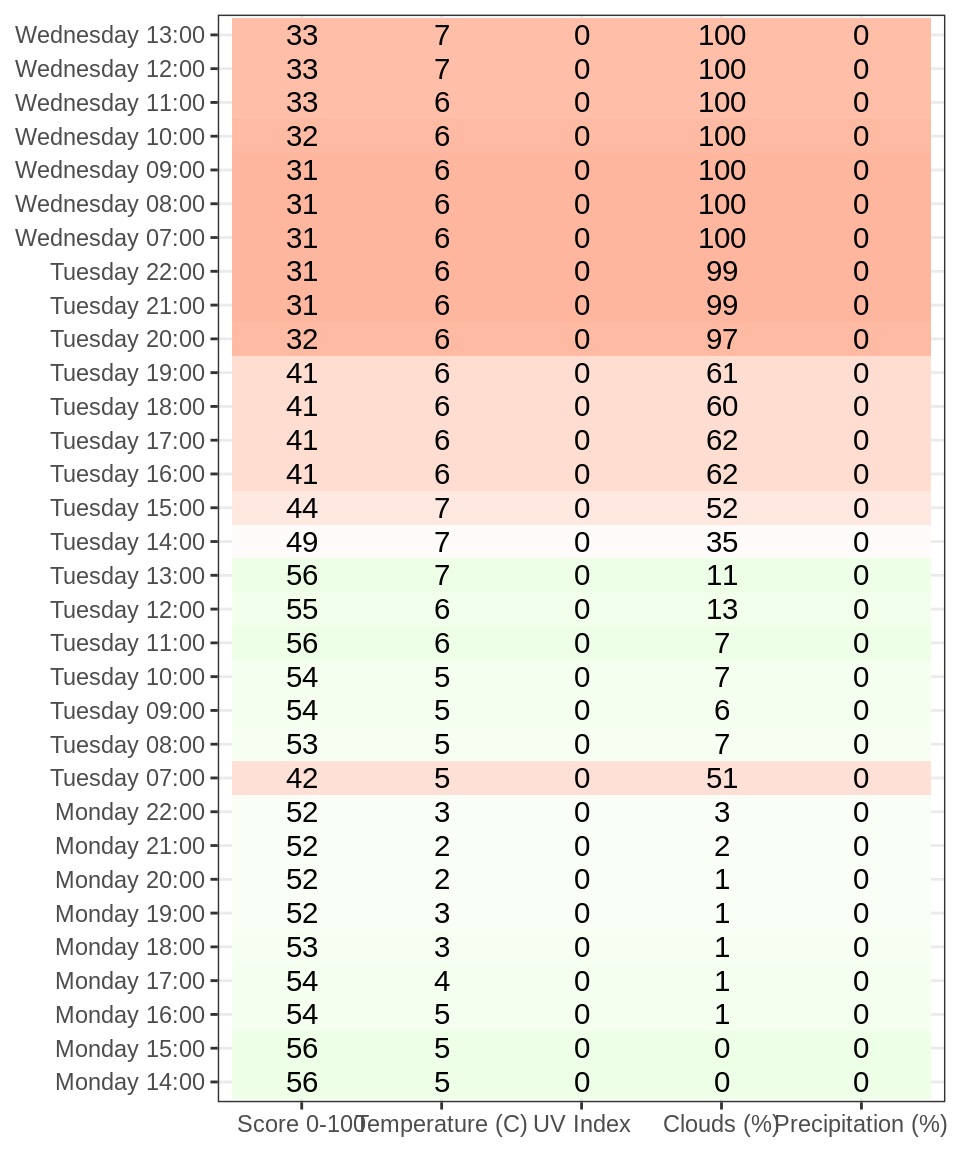 Wednesday 13:00 33 7 0 100 0
Wednesday 12:00 33 7 0 100 0
Wednesday 11:00 33 6 0 100 0
Wednesday 10:00 32 6 0 100 0
Wednesday 09:00 31 6 0 100 0
Wednesday 08:00 31 6 0 100 0
Wednesday 07:00 31 6 0 100 0
Tuesday 22:00 31 6 0 99 0
Tuesday 21:00 31 6 0 99 0
Tuesday 20:00 32 6 0 97 0
Tuesday 19:00 41 6 0 61 0
Tuesday 18:00 41 6 0 60 0
Tuesday 17:00 41 6 0 62 0
Tuesday 16:00 41 6 0 62 0
Tuesday 15:00 44 7 0 52 0
Tuesday 14:00 49 7 0 35 0
Tuesday 13:00 56 7 0 11 0
Tuesday 12:00 55 6 0 13 0
Tuesday 11:00 56 6 0 7 0
Tuesday 10:00 54 5 0 7 0
Tuesday 09:00 54 5 0 6 0
Tuesday 08:00 53 5 0 7 0
Tuesday 07:00 42 5 0 51 0
Monday 22:00 52 3 0 3 0
Monday 21:00 52 2 0 2 0
Monday 20:00 52 2 0 1 0
Monday 19:00 52 3 0 1 0
Monday 18:00 53 3 0 1 0
Monday 17:00 54 4 0 1 0
Monday 16:00 54 5 0 1 0
Monday 15:00 56 5 0 0 0
Monday 14:00 56 5 0 0 0
Score 0-100 Temperature (C) UV Index Clouds (%) Precipitation (%)